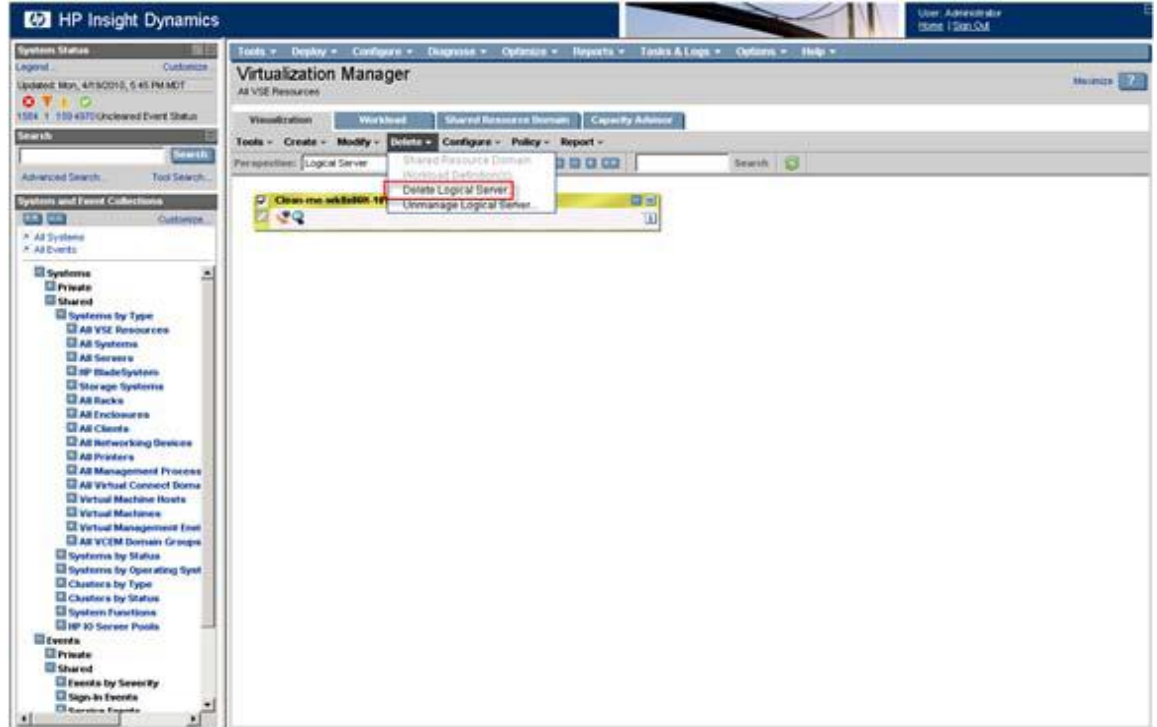 HP Insight Dynamics
User: Administrator
Home | Sign Out
System Status
Legend... Customize
Updated: Mon, 4/19/2010, 5:45 PM MDT
Uncleared Event Status
Search
Search
Advanced Search... Tool Search...
System and Event Collections
Customize...
All Systems
All Events
Systems
Private
Shared
Systems by Type
All VSE Resources
All Systems
All Servers
HP BladeSystem
Storage Systems
All Racks
All Enclosures
All Clients
All Networking Devices
All Printers
All Management Process
All Virtual Connect Doma
Virtual Machine Hosts
Virtual Machines
Virtual Management
All VCEM Domain Groups
Systems by Status
Systems by Operating Syst
Clusters by Type
Clusters by Status
System Functions
HP IO Server Pools
Events
Private
Shared
Events by Severity
Sign-in Events
Service Events
Tools Deploy Configure Diagnose Optimize Reports Tasks & Logs Options Help
Virtualization Manager
All VSE Resources
Maximize ?
Visualization Workload Shared Resource Domain Capacity Advisor
Tools Create Modify Delete Configure Policy Report
Perspective: Logical Server Search
Shared Resource Domain
Workload Definition(s)
Delete Logical Server...
Unmanage Logical Server...
Clean-me